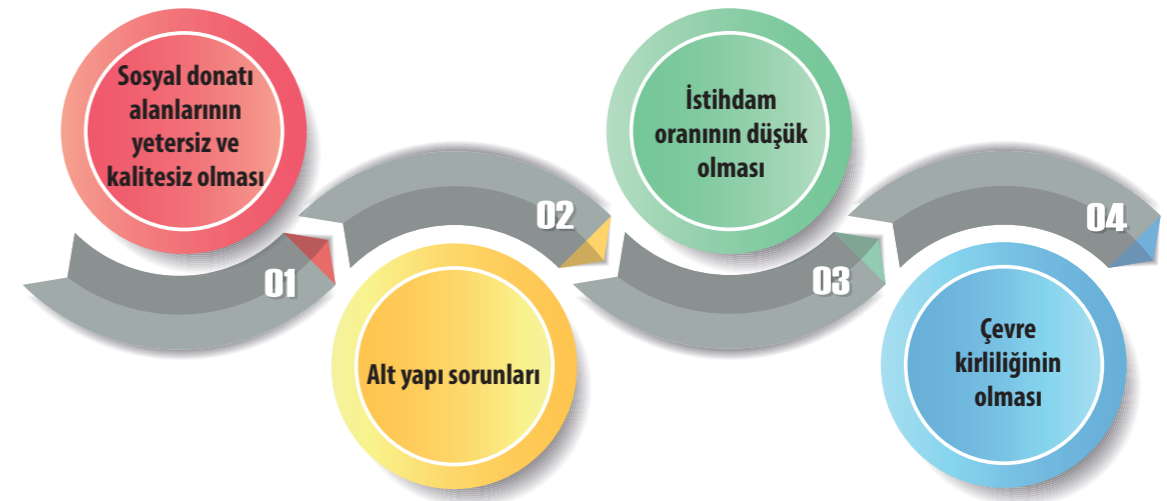 Sosyal donatı
alanlarının
yetersiz ve
kalitesiz olması
01
Alt yapı sorunları
02
İstihdam
oranının düşük
olması
03
Çevre
kirliliğinin
olması
04